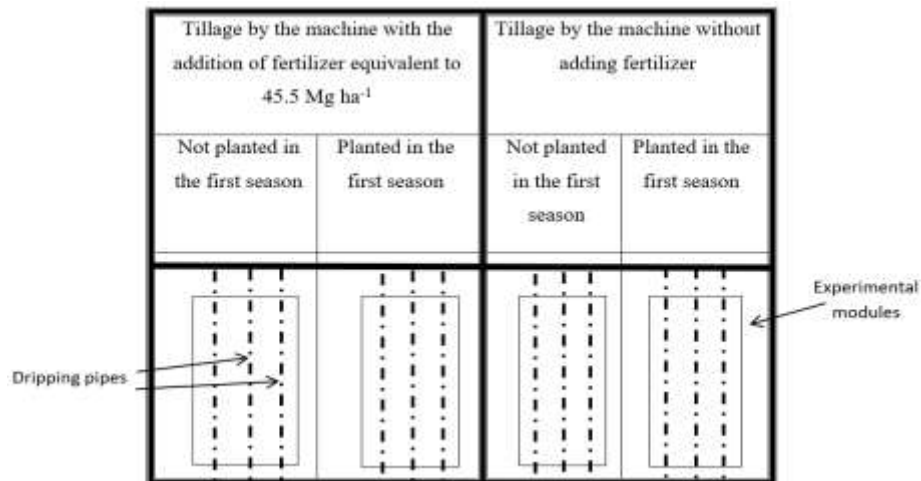 Tillage by the machine with the
addition of fertilizer equivalent to
45.5 Mg ha⁻¹
Tillage by the machine without
adding fertilizer
Not planted in
the first season
Planted in the
first season
Not planted
in the first
season
Planted in the
first season
Experimental
modules
Dripping pipes